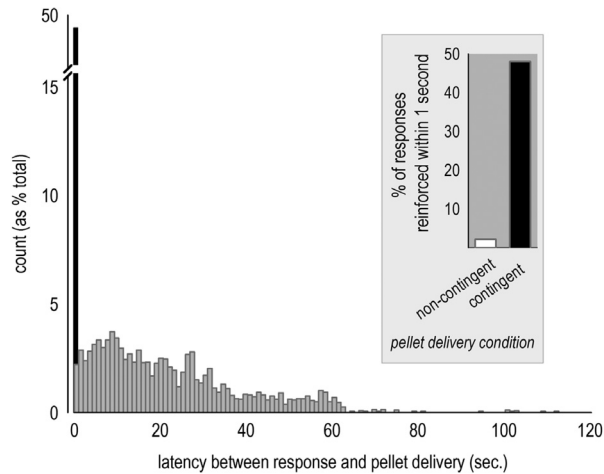 50
15
10
5
0
count (as % total)
0
20
40
60
80
100
120
latency between response and pellet delivery (sec.)
50
40
30
20
10
% of responses
reinforced within 1 second
non-contingent
contingent
pellet delivery condition